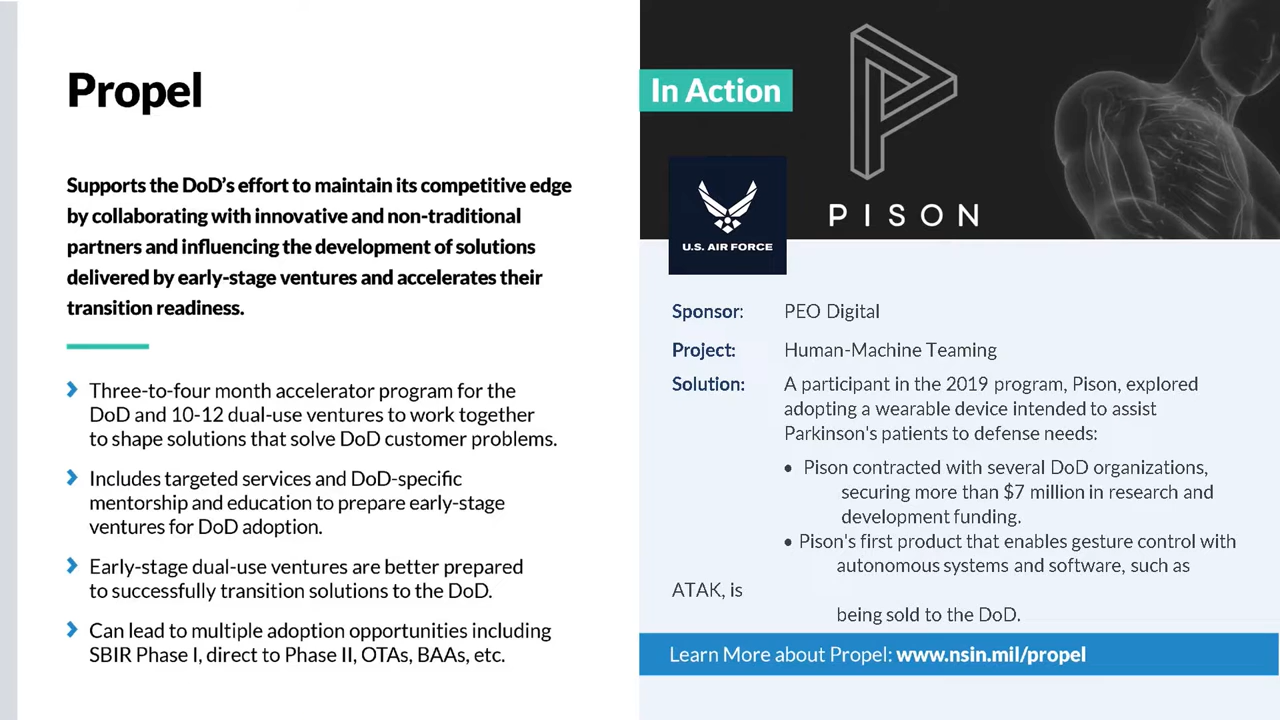 Propel
Supports the DoD's effort to maintain its competitive edge
by collaborating with innovative and non-traditional
partners and influencing the development of solutions
delivered by early-stage ventures and accelerates their
transition readiness.
Three-to-four month accelerator program for the
DoD and 10-12 dual-use ventures to work together
to shape solutions that solve DoD customer problems.
Includes targeted services and DoD-specific
mentorship and education to prepare early-stage
ventures for DoD adoption.
Early-stage dual-use ventures are better prepared
to successfully transition solutions to the DoD.
Can lead to multiple adoption opportunities including
SBIR Phase I, direct to Phase II, OTAs, BAAs, etc.
In Action
PISON
U.S. AIR FORCE
Sponsor: PEO Digital
Project: Human-Machine Teaming
Solution: A participant in the 2019 program, Pison, explored
adopting a wearable device intended to assist
Parkinson's patients to defense needs:
• Pison contracted with several DoD organizations,
securing more than $7 million in research and
development funding.
• Pison's first product that enables gesture control with
autonomous systems and software, such as
ATAK, is
being sold to the DoD.
Learn More about Propel: www.nsin.mil/propel